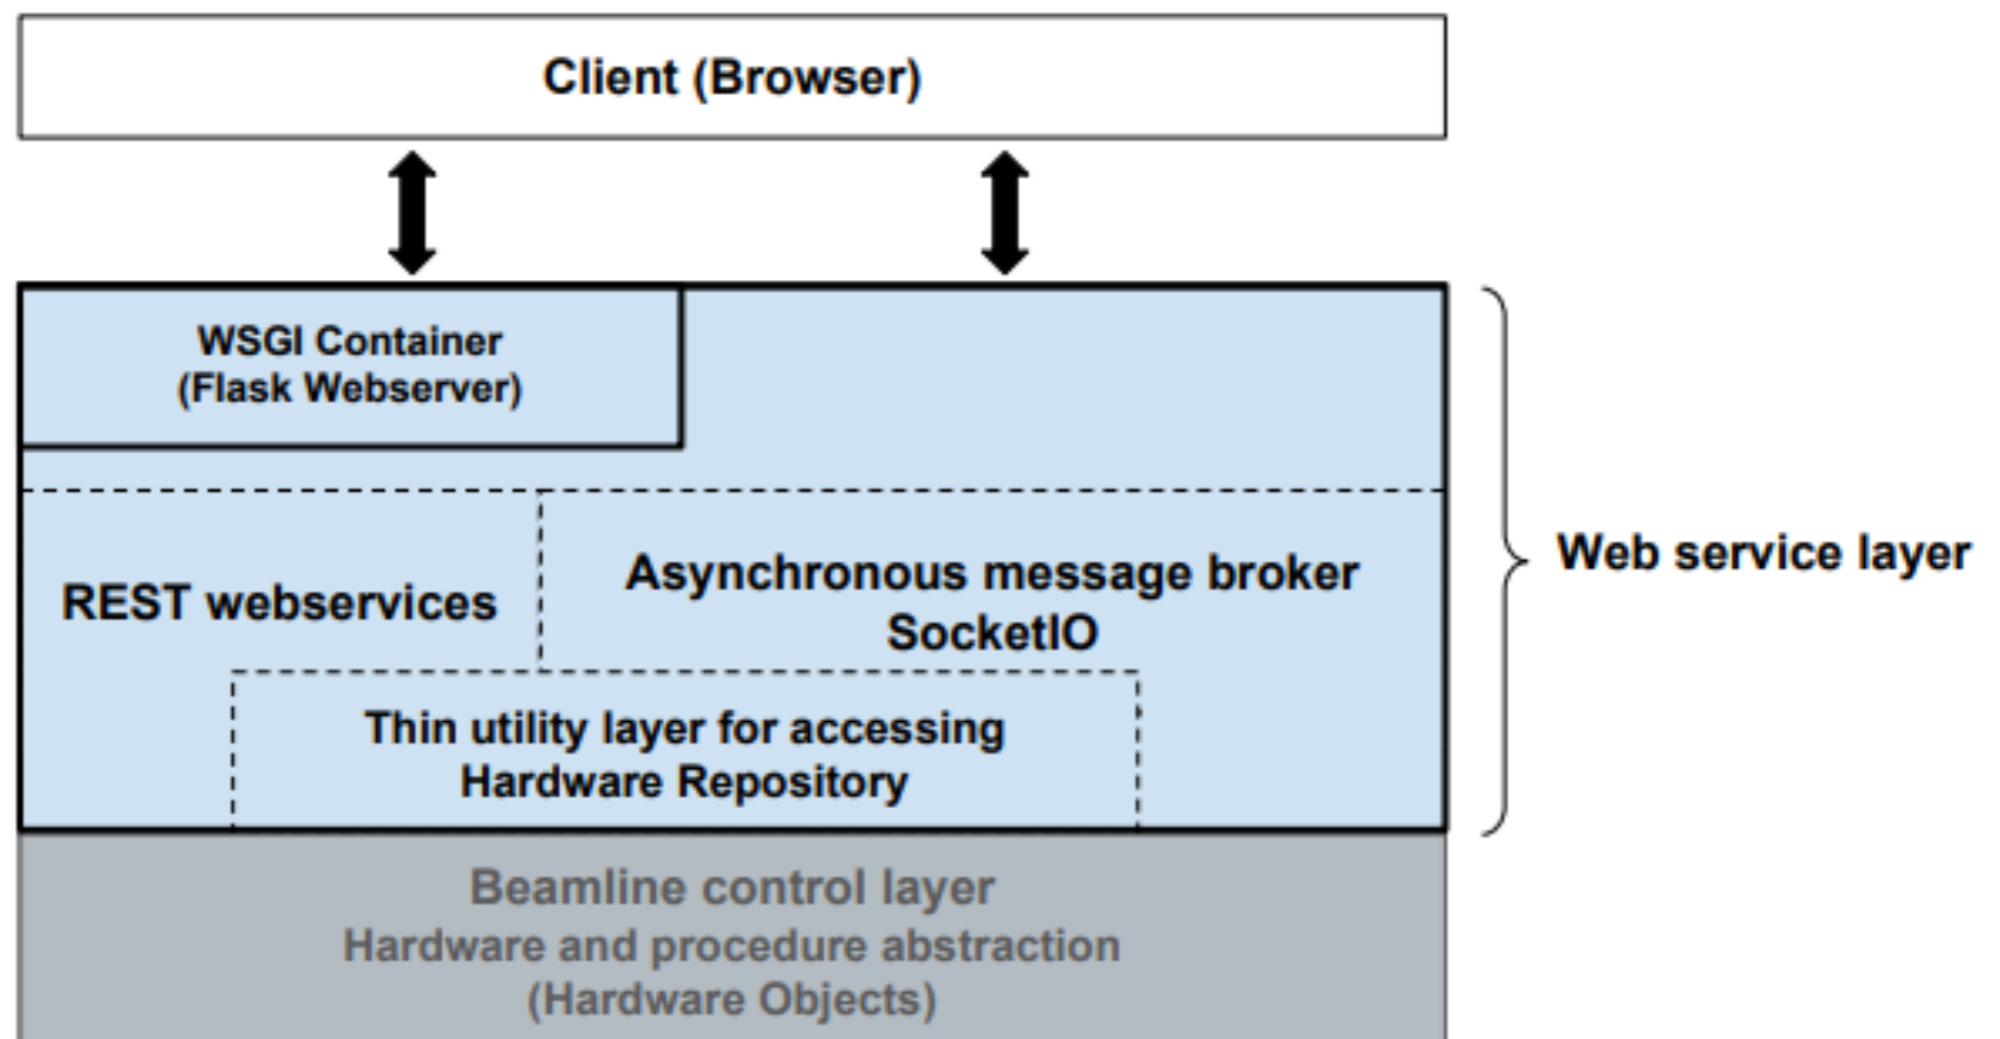 Client (Browser)
WSGI Container
(Flask Webserver)
Web service layer
REST webservices
Asynchronous message broker
SocketIO
Thin utility layer for accessing
Hardware Repository
Beamline control layer
Hardware and procedure abstraction
(Hardware Objects)